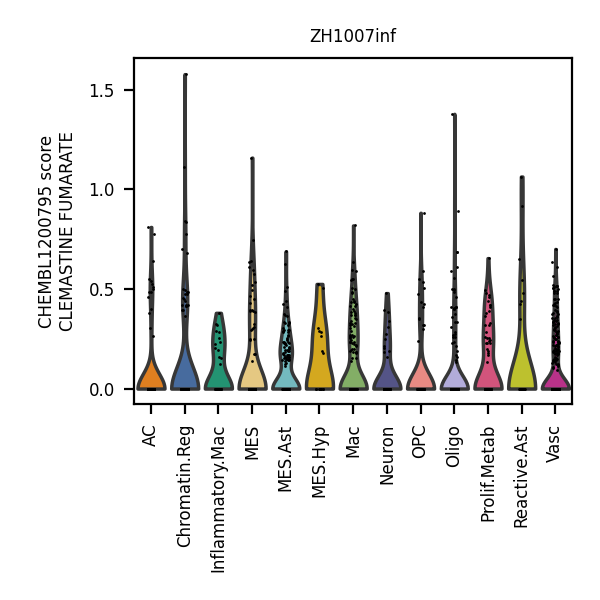 ZH1007inf
CHEMBL1200795 score
CLEMASTINE FUMARATE
1.5
1.0
0.5
0.0
AC
Chromatin.Reg
Inflammatory.Mac
MES
MES.Ast
MES.Hyp
Mac
Neuron
OPC
Oligo
Prolif.Metab
Reactive.Ast
Vasc